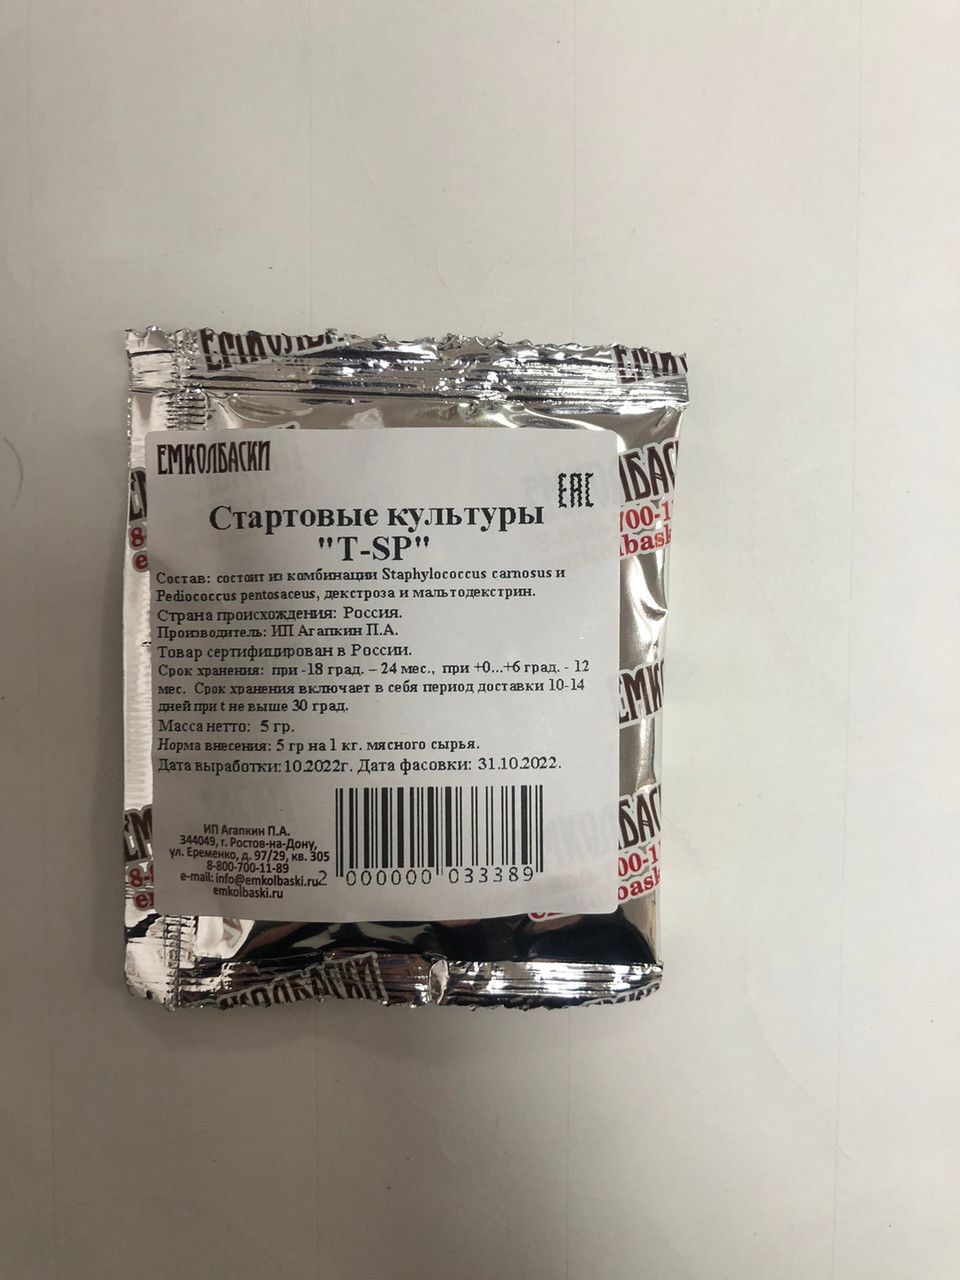 ЕМКОЛБАСКИ
ЕАС
Стартовые культуры
"T-SP"
Состав: состоит из комбинации Staphylococcus carnosus и
Pediococcus pentosaceus, декстроза и мальтодекстрин.
Страна происхождения: Россия.
Производитель: ИП Агапкин П.А.
Товар сертифицирован в России.
Срок хранения: при -18 град. – 24 мес., при +0...+6 град. - 12
мес. Срок хранения включает в себя период доставки 10-14
дней при t не выше 30 град.
Масса нетто: 5 гр.
Норма внесения: 5 гр на 1 кг. мясного сырья.
Дата выработки: 10.2022г. Дата фасовки: 31.10.2022.
ИП Агапкин П.А.
344049, г. Ростов-на-Дону,
ул. Еременко, д. 97/29, кв. 305
8-800-700-11-89
e-mail: info@emkolbaski.ru
emkolbaski.ru
2 000000 033389